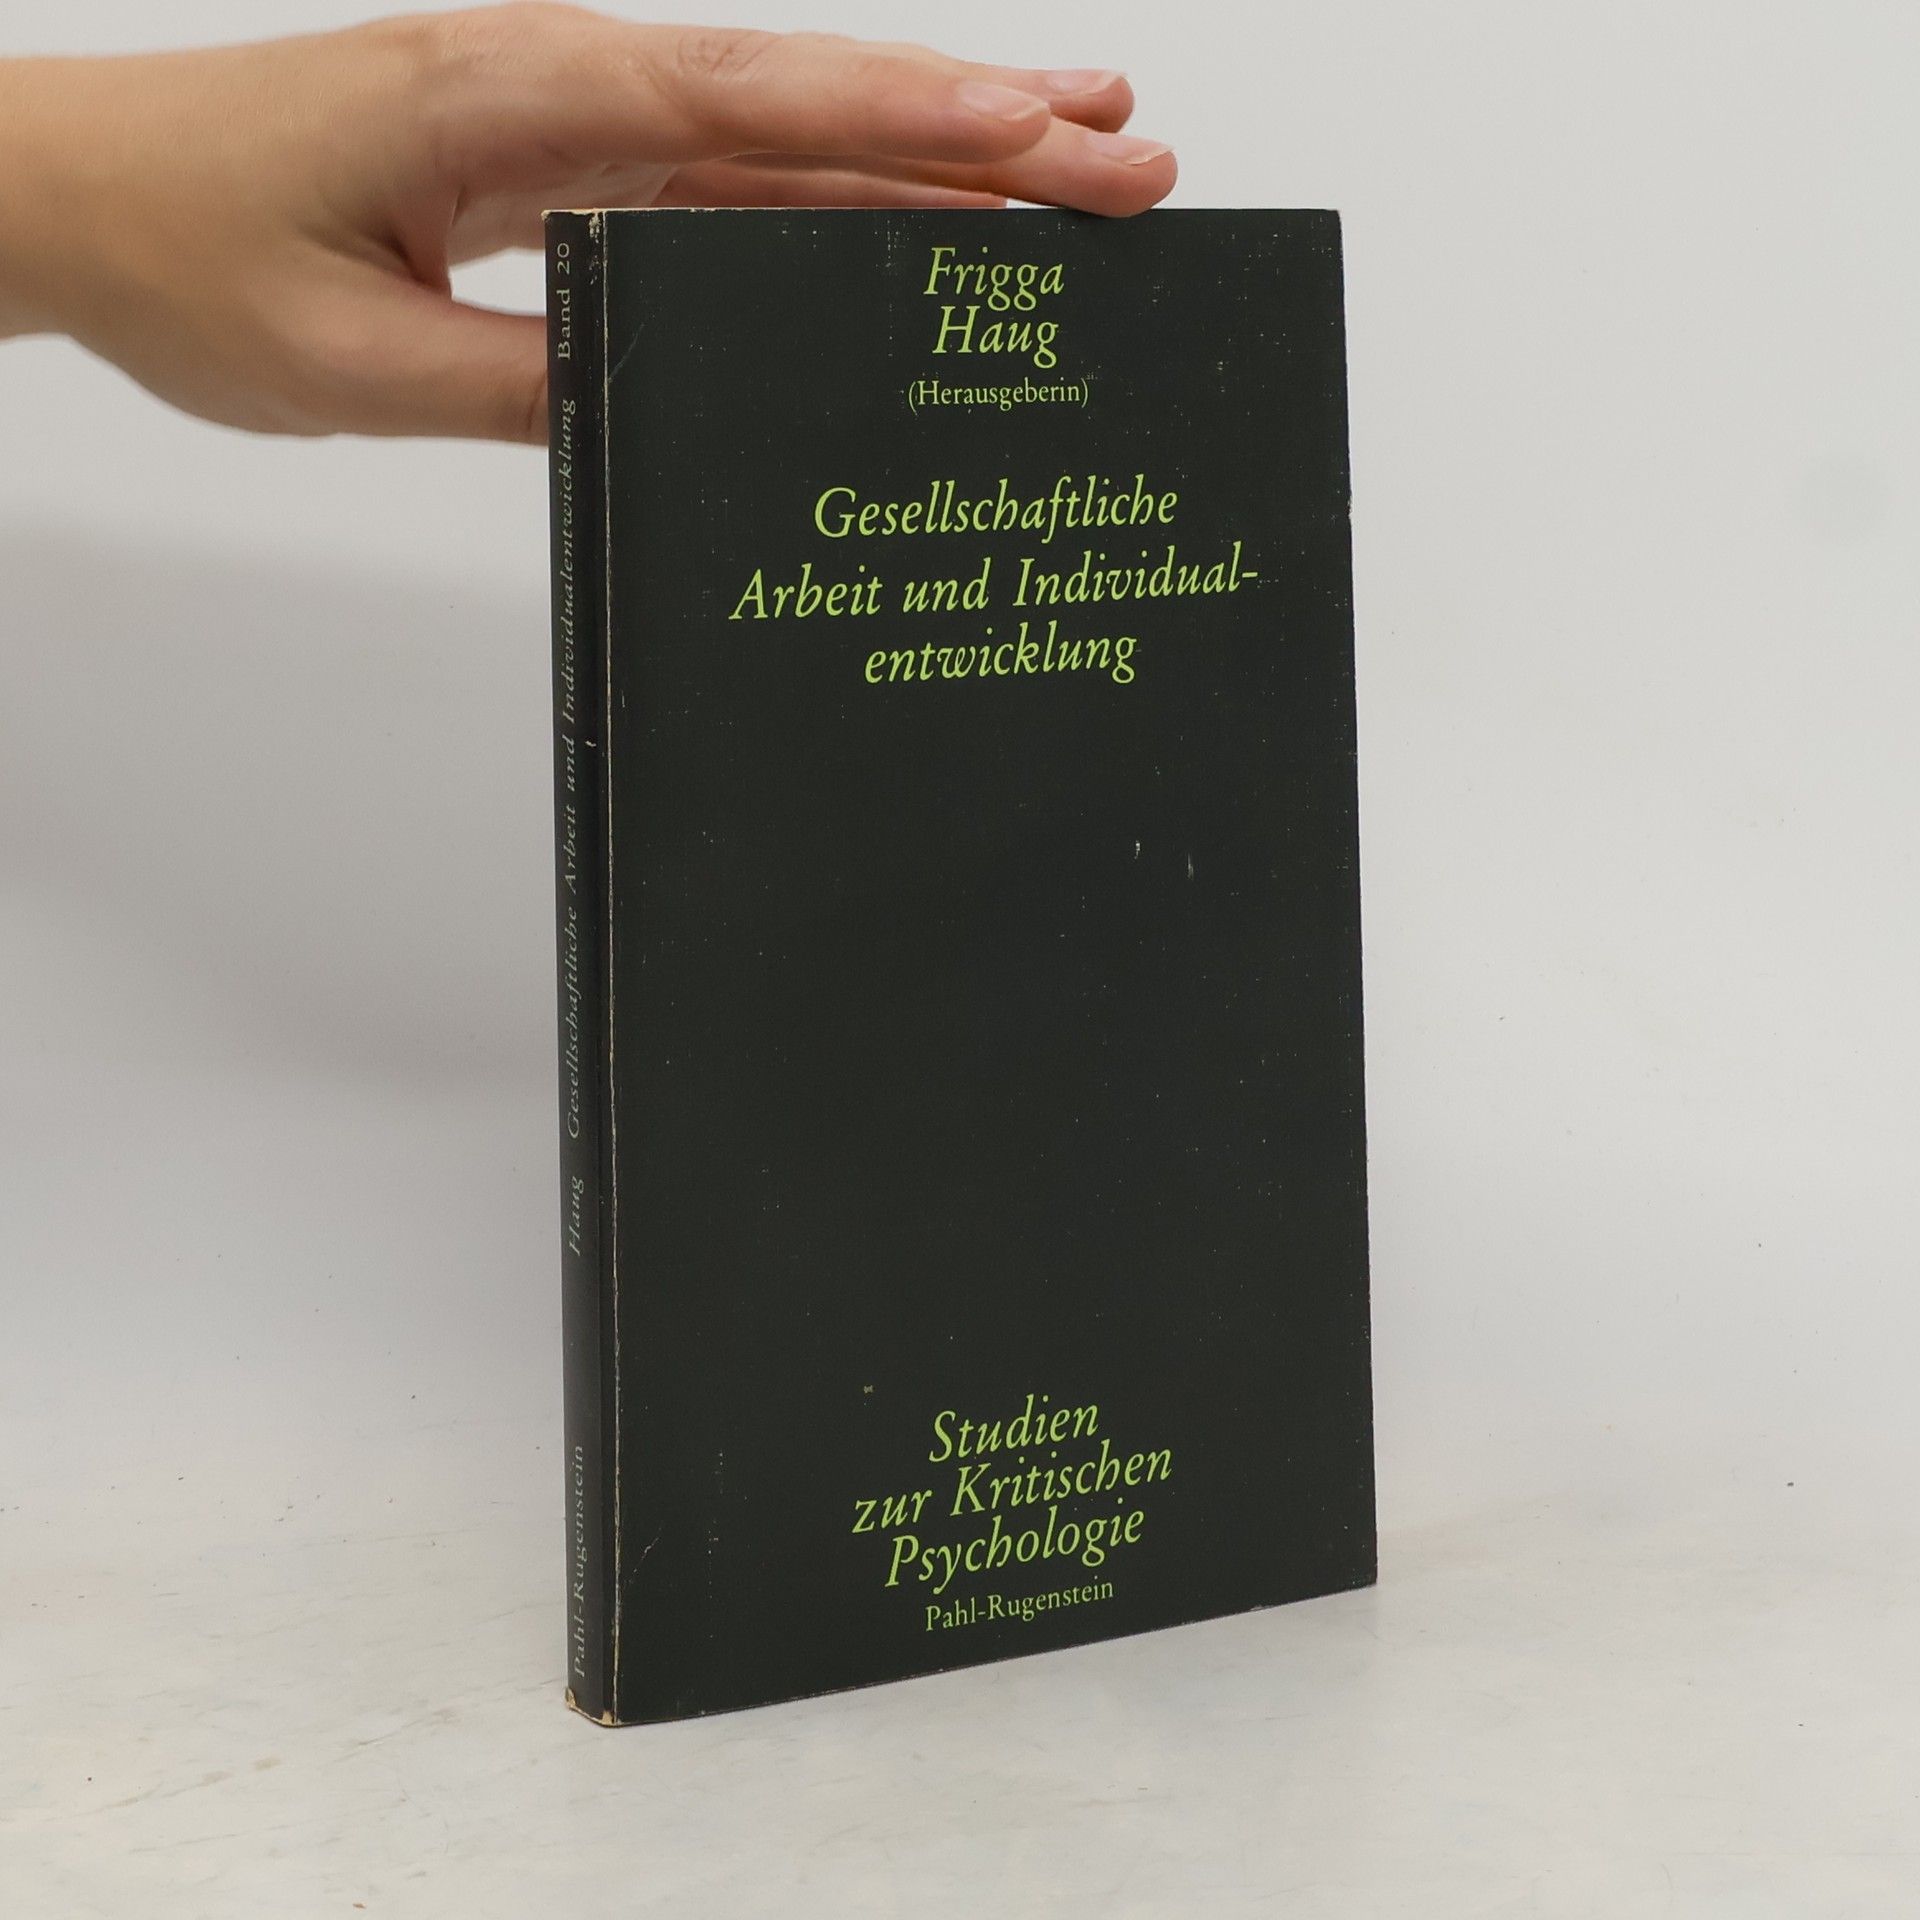 Frigga
Haug
(Herausgeberin)
Gesellschaftliche
Arbeit und Individual-
entwicklung
Studien
zur Kritischen
Psychologie
Pahl-Rugenstein
Pahl-Rugenstein Haug Gesellschaftliche Arbeit und Individualentwicklung Band 20